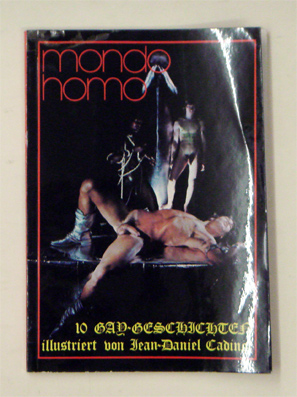 mondo
homo
10 GAY-GESCHICHTEN
illustriert von Jean-Daniel